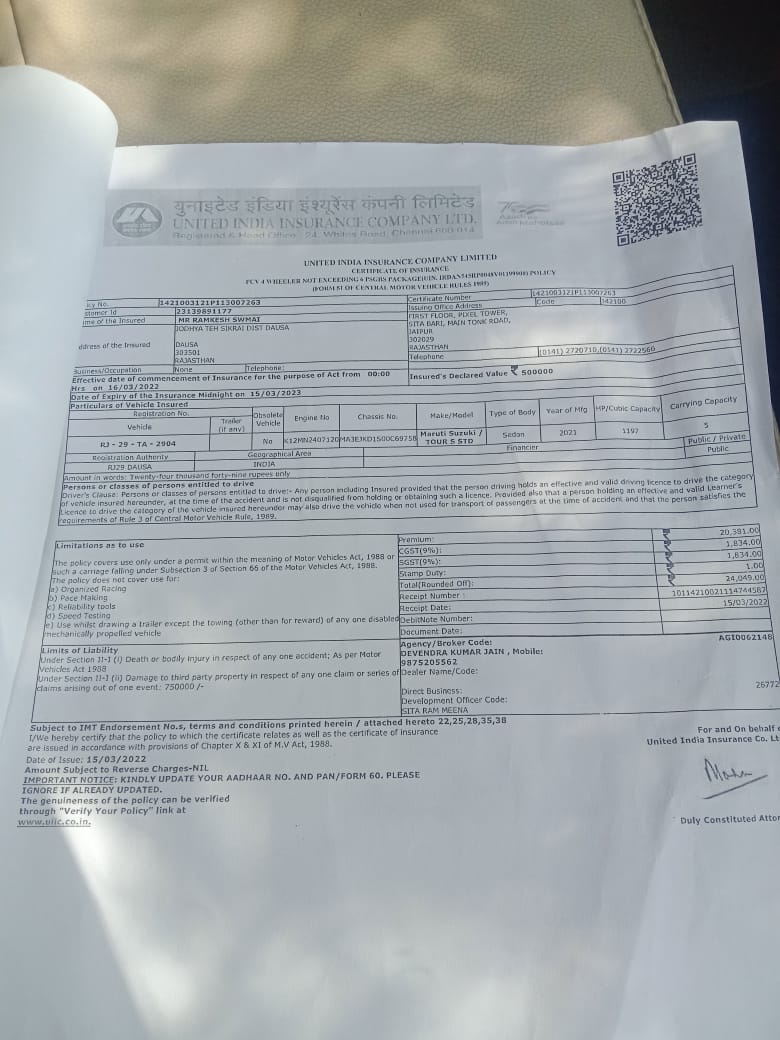 युनाइटेड इंडिया इंश्यूरेंस कंपनी लिमिटेड
UNITED INDIA INSURANCE COMPANY LTD.
Registered & Head Office : 24, Whites Road, Chennai-600 014
75
Azadi Ka
Amrit Mahotsav
UNITED INDIA INSURANCE COMPANY LIMITED
CERTIFICATE OF INSURANCE
PCV 4 WHEELER NOT EXCEEDING 6 PSGRS PACKAGE(UIN. POLICY
(FORM 51 OF CENTRAL MOTOR VEHICLE RULES 1989)
icy No. 1421003121P113007263
stomer Id 23139891177
me of the Insured MR RAMKESH SWMAI
ddress of the Insured JODHYA TEH SIKRAI DIST DAUSA
DAUSA
303501
RAJASTHAN
Business/Occupation None Telephone:
Certificate Number 1421003121P113007263
Issuing Office Address Code 142100
FIRST FLOOR, PIXEL TOWER,
SITA BARI, MAIN TONK ROAD,
JAIPUR
302029
RAJASTHAN
Telephone (0141) 2720710,(0141) 2722560
Effective date of commencement of Insurance for the purpose of Act from 00:00
Hrs on 16/03/2022
Insured's Declared Value ₹ 500000
Date of Expiry of the Insurance Midnight on 15/03/2023
Particulars of Vehicle Insured
Registration No. Obsolete Vehicle Engine No Chassis No. Make/Model Type of Body Year of Mfg HP/Cubic Capacity Carrying Capacity
Vehicle Trailer (if any)
RJ - 29 - TA - 2904 No K12MN2407120 MA3EJKD1S00C69758 Maruti Suzuki / TOUR S STD Sedan 2021 1197 5
Registration Authority Geographical Area Financier Public / Private
RJ29 DAUSA INDIA Public
Amount in words: Twenty-four thousand forty-nine rupees only
Persons or classes of persons entitled to drive
Driver's Clause: Persons or classes of persons entitled to drive:- Any person including Insured provided that the person driving holds an effective and valid driving licence to drive the category
of vehicle insured hereunder, at the time of the accident and is not disqualified from holding or obtaining such a licence. Provided also that a person holding an effective and valid Learner's
Licence to drive the category of the vehicle insured hereunder may also drive the vehicle when not used for transport of passengers at the time of accident and that the person satisfies the
requirements of Rule 3 of Central Motor Vehicle Rule, 1989.
Limitations as to use
The policy covers use only under a permit within the meaning of Motor Vehicles Act, 1988 or
such a carriage falling under Subsection 3 of Section 66 of the Motor Vehicles Act, 1988.
The policy does not cover use for:
a) Organized Racing
b) Pace Making
c) Reliability tools
d) Speed Testing
e) Use whilst drawing a trailer except the towing (other than for reward) of any one disabled
mechanically propelled vehicle
Premium: ₹ 20,381.00
CGST(9%): ₹ 1,834.00
SGST(9%): ₹ 1,834.00
Stamp Duty: ₹ 1.00
Total(Rounded Off): ₹ 24,049.00
Receipt Number : 10114210021114744587
Receipt Date: 15/03/2022
DebitNote Number:
Document Date:
Limits of Liability
Under Section II-1 (i) Death or bodily injury in respect of any one accident; As per Motor
Vehicles Act 1988
Under Section II-1 (ii) Damage to third party property in respect of any one claim or series of
claims arising out of one event: 750000 /-
Agency/Broker Code: AGI0062148
DEVENDRA KUMAR JAIN , Mobile:
9875205562
Dealer Name/Code:
Direct Business:
Development Officer Code: 26772
SITA RAM MEENA
Subject to IMT Endorsement No.s, terms and conditions printed herein / attached hereto 22,25,28,35,38
I/We hereby certify that the policy to which the certificate relates as well as the certificate of insurance
are issued in accordance with provisions of Chapter X & XI of M.V Act, 1988.
Date of Issue: 15/03/2022
Amount Subject to Reverse Charges-NIL
IMPORTANT NOTICE: KINDLY UPDATE YOUR AADHAAR NO. AND PAN/FORM 60. PLEASE
IGNORE IF ALREADY UPDATED.
The genuineness of the policy can be verified
through "Verify Your Policy" link at
www.uiic.co.in.
For and On behalf
United India Insurance Co. Lt
Duly Constituted Attor